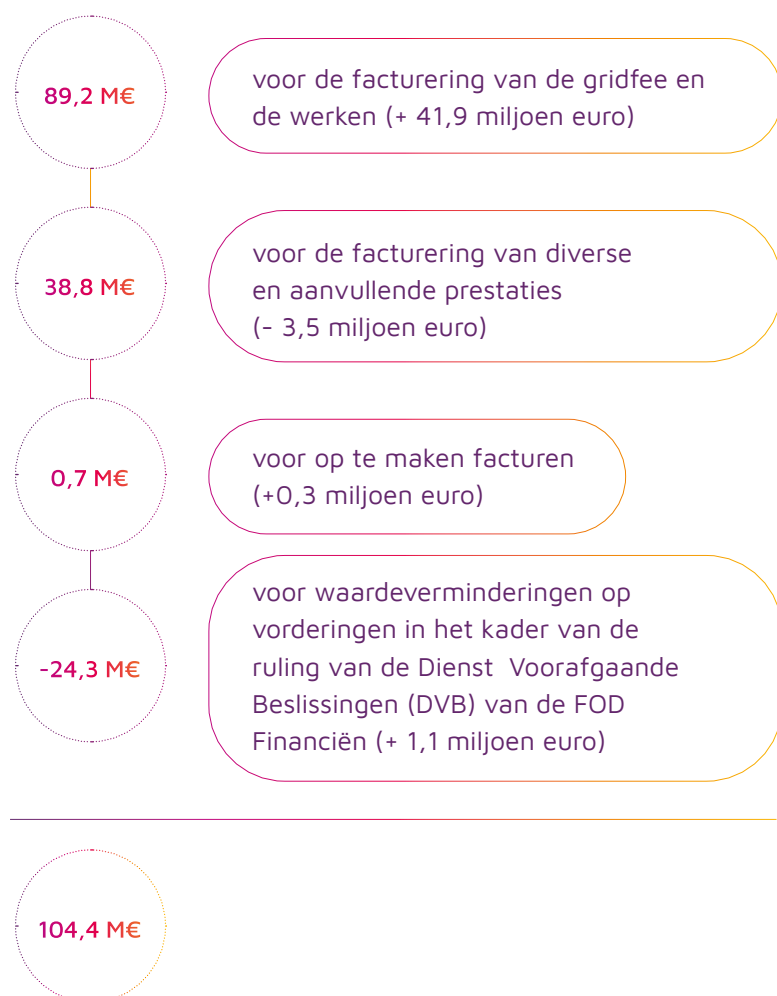 89,2 M€
voor de facturering van de gridfee en
de werken (+ 41,9 miljoen euro)
38,8 M€
voor de facturering van diverse
en aanvullende prestaties
(- 3,5 miljoen euro)
0,7 M€
voor op te maken facturen
(+0,3 miljoen euro)
-24,3 M€
voor waardeverminderingen op
vorderingen in het kader van de
ruling van de Dienst Voorafgaande
Beslissingen (DVB) van de FOD
Financiën (+ 1,1 miljoen euro)
104,4 M€